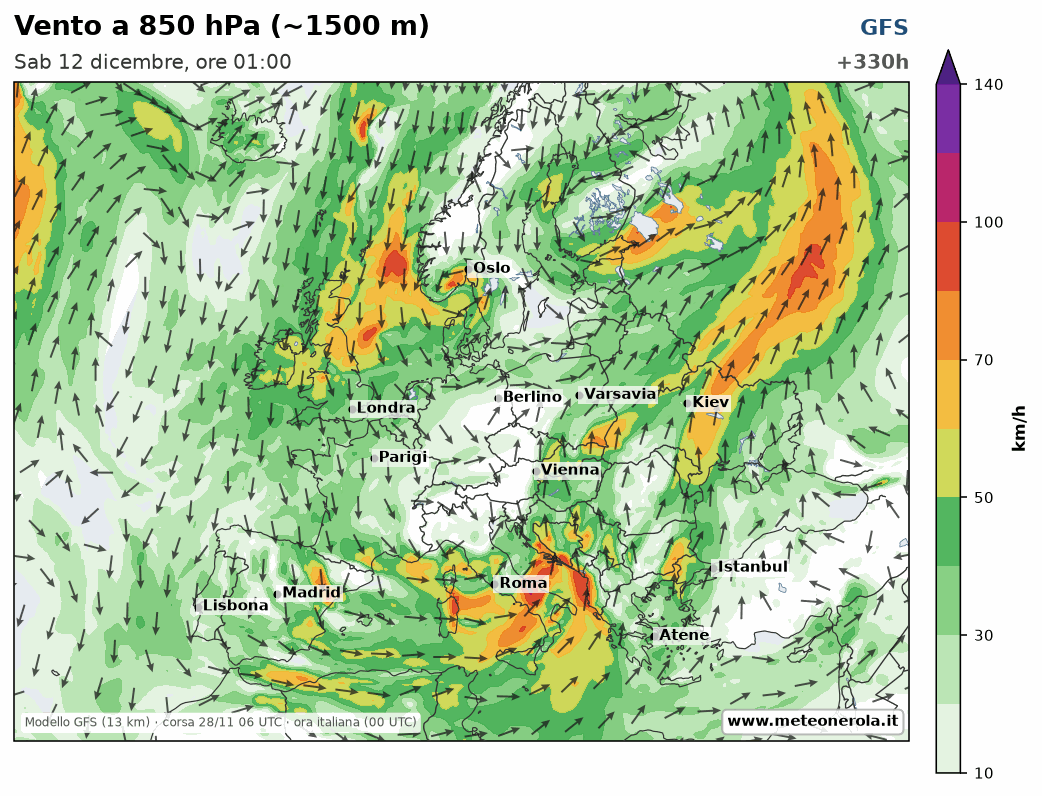 Vento a 850 hPa (~1500 m)
GFS
Sab 12 dicembre, ore 01:00
+330h
140
100
70
50
30
10
km/h
Oslo
Londra
Berlino
Varsavia
Kiev
Parigi
Vienna
Roma
Istanbul
Madrid
Lisbona
Atene
Modello GFS (13 km) · corsa 28/11 06 UTC · ora italiana (00 UTC)
www.meteonerola.it